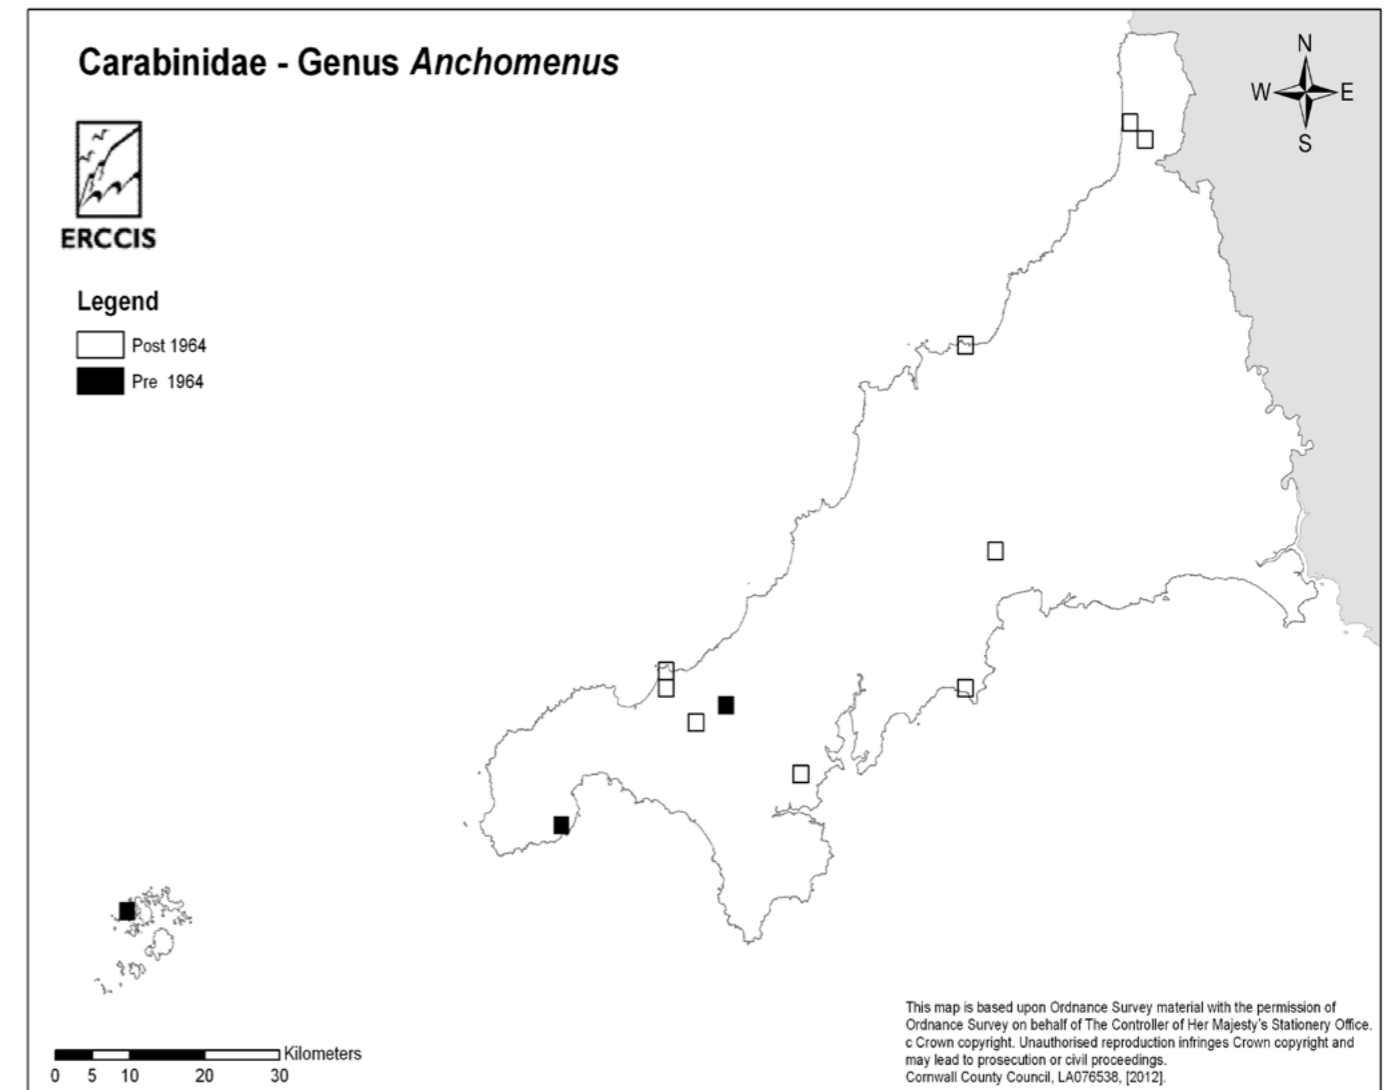 Carabinidae - Genus Anchomenus
N
W E
S
ERCCIS
Legend
Post 1964
Pre 1964
This map is based upon Ordnance Survey material with the permission of
Ordnance Survey on behalf of The Controller of Her Majesty's Stationery Office.
c Crown copyright. Unauthorised reproduction infringes Crown copyright and
may lead to prosecution or civil proceedings.
Cornwall County Council, LA076538, [2012].
Kilometers
0 5 10 20 30